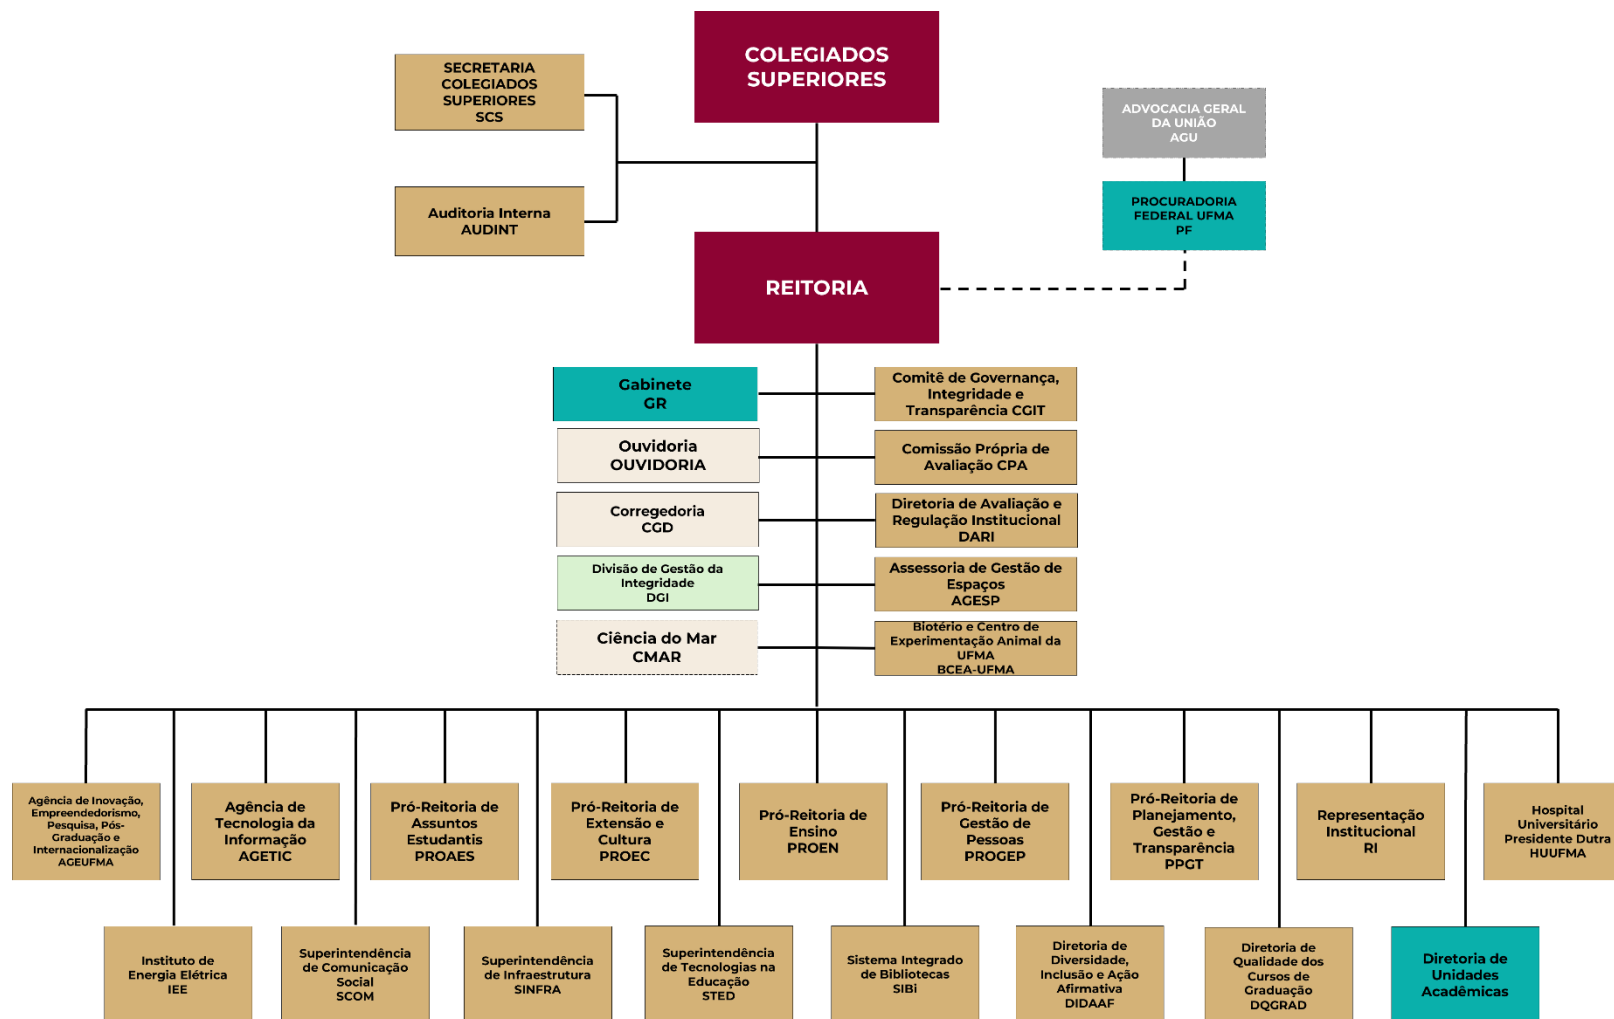 COLEGIADOS
SUPERIORES
SECRETARIA
COLEGIADOS
SUPERIORES
SCS
ADVOCACIA GERAL
DA UNIÃO
AGU
Auditoria Interna
AUDINT
PROCURADORIA
FEDERAL UFMA
PF
REITORIA
Gabinete
GR
Comitê de Governança,
Integridade e
Transparência CGIT
Ouvidoria
OUVIDORIA
Comissão Própria de
Avaliação CPA
Corregedoria
CGD
Diretoria de Avaliação e
Regulação Institucional
DARI
Divisão de Gestão da
Integridade
DGI
Assessoria de Gestão de
Espaços
AGESP
Ciência do Mar
CMAR
Biotério e Centro de
Experimentação Animal da
UFMA
BCEA-UFMA
Agência de Inovação,
Empreendedorismo,
Pesquisa, Pós-
Graduação e
Internacionalização
AGEUFMA
Agência de
Tecnologia da
Informação
AGETIC
Pró-Reitoria de
Assuntos
Estudantis
PROAES
Pró-Reitoria de
Extensão e
Cultura
PROEC
Pró-Reitoria de
Ensino
PROEN
Pró-Reitoria de
Gestão de
Pessoas
PROGEP
Pró-Reitoria de
Planejamento,
Gestão e
Transparência
PPGT
Representação
Institucional
RI
Hospital
Universitário
Presidente Dutra
HUUFMA
Instituto de
Energia Elétrica
IEE
Superintendência
de Comunicação
Social
SCOM
Superintendência
de Infraestrutura
SINFRA
Superintendência
de Tecnologias na
Educação
STED
Sistema Integrado
de Bibliotecas
SIBi
Diretoria de
Diversidade,
Inclusão e Ação
Afirmativa
DIDAAF
Diretoria de
Qualidade dos
Cursos de
Graduação
DQGRAD
Diretoria de
Unidades
Acadêmicas